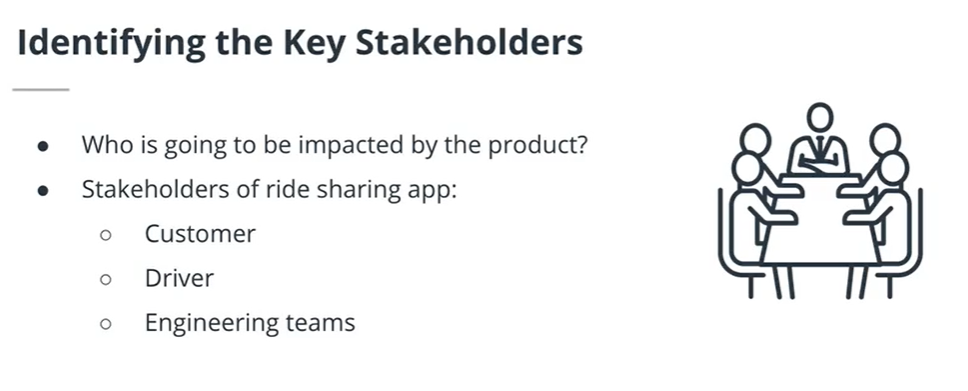 Identifying the Key Stakeholders
● Who is going to be impacted by the product?
● Stakeholders of ride sharing app:
○ Customer
○ Driver
○ Engineering teams